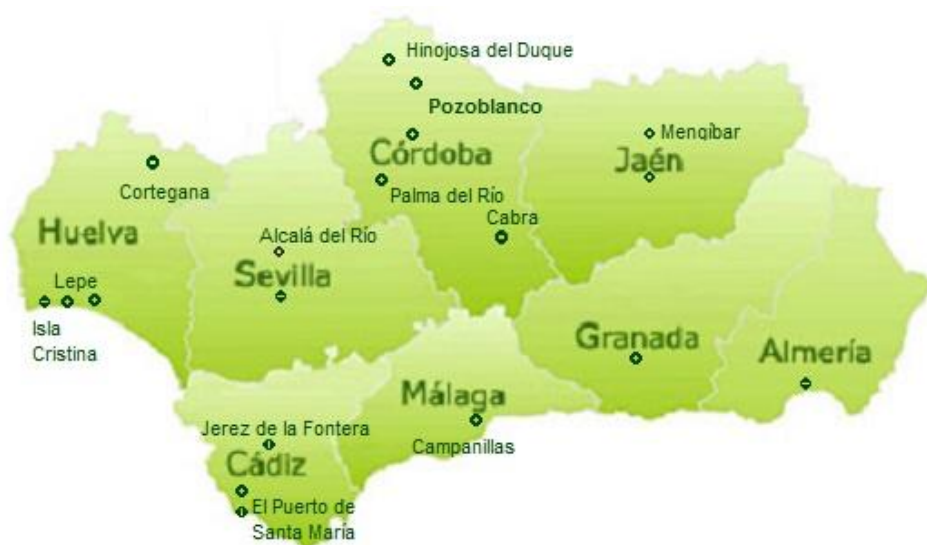 Hinojosa del Duque
Pozoblanco
Mengíbar
Córdoba
Jaén
Cortegana
Palma del Río
Cabra
Huelva
Alcalá del Río
Sevilla
Lepe
Isla
Cristina
Granada
Almería
Málaga
Jerez de la Fontera
Campanillas
Cádiz
El Puerto de
Santa María